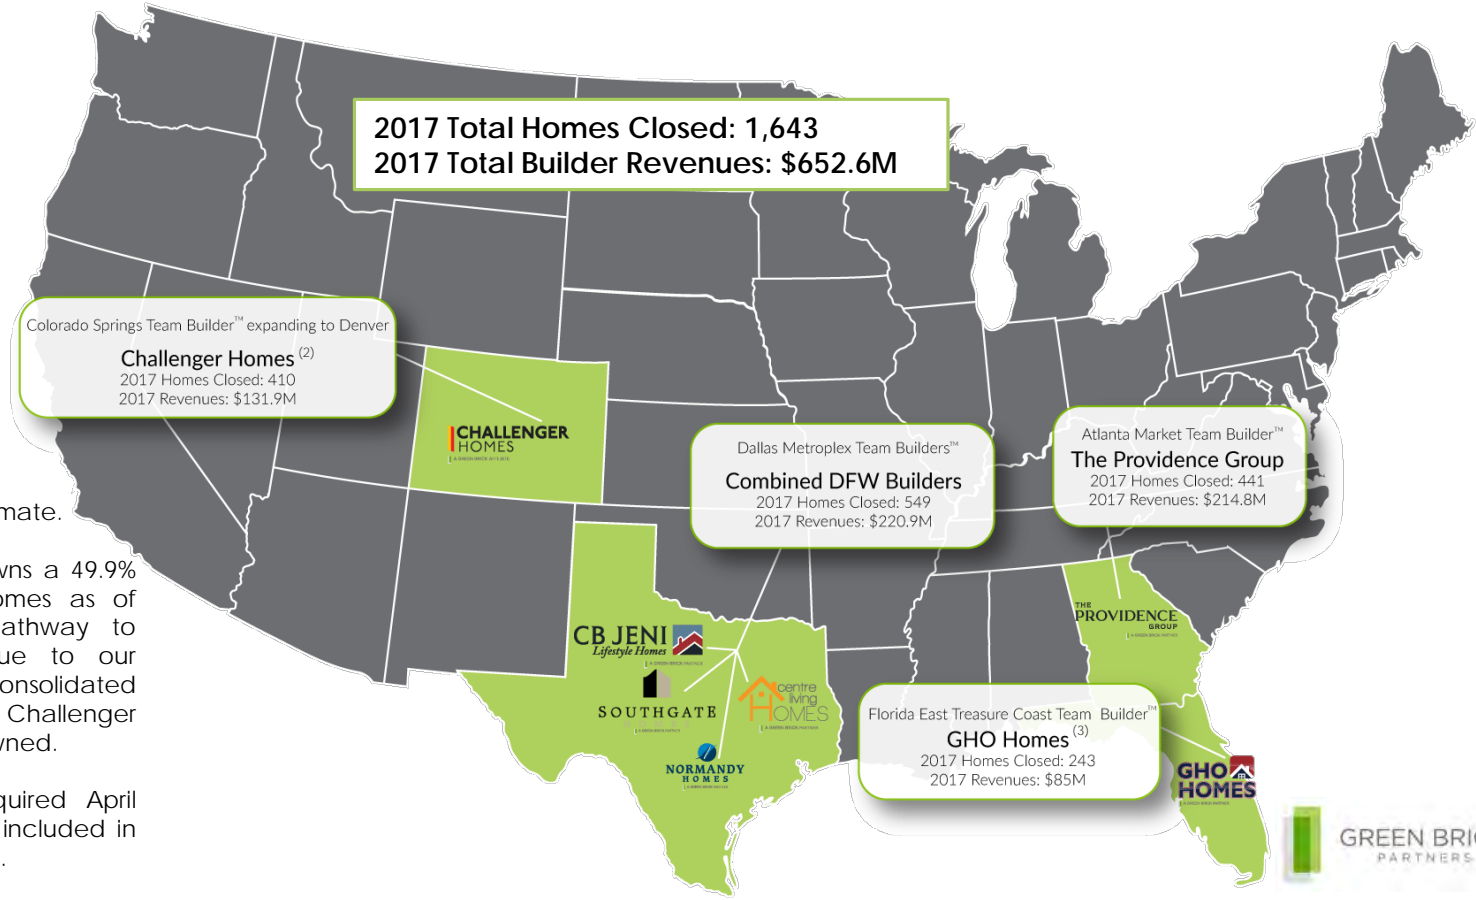 2017 Total Homes Closed: 1,643
2017 Total Builder Revenues: $652.6M
Colorado Springs Team Builder™ expanding to Denver
Challenger Homes (2)
2017 Homes Closed: 410
2017 Revenues: $131.9M
CHALLENGER
HOMES
Dallas Metroplex Team Builders™
Combined DFW Builders
2017 Homes Closed: 549
2017 Revenues: $220.9M
Atlanta Market Team Builder™
The Providence Group
2017 Homes Closed: 441
2017 Revenues: $214.8M
mate.
wns a 49.9%
omes as of
athway to
ue to our
onsolidated
Challenger
wned.
quired April
included in
.
CB JENI
Lifestyle Homes
SOUTHGATE
centre
living
HOMES
NORMANDY
HOMES
THE
PROVIDENCE
GROUP
Florida East Treasure Coast Team Builder™
GHO Homes (3)
2017 Homes Closed: 243
2017 Revenues: $85M
GHO
HOMES
GREEN BRIC
PARTNERS